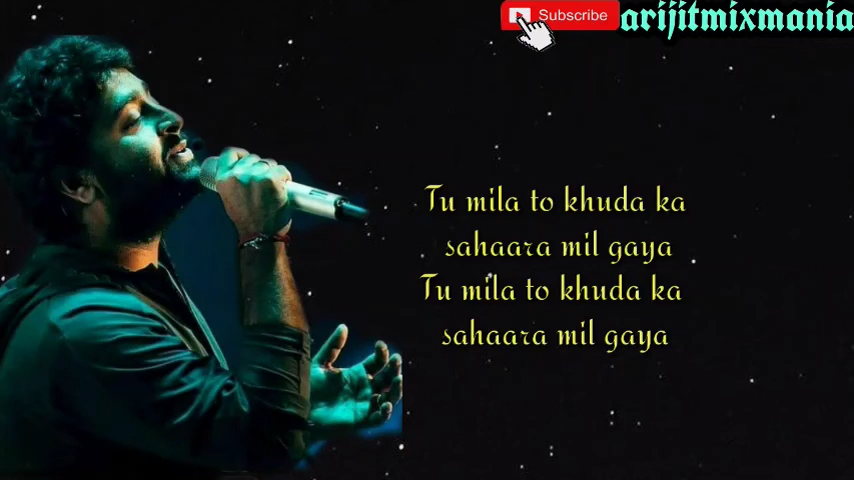 Subscribe arijitmixmania
Tu mila to khuda ka
sahaara mil gaya
Tu mila to khuda ka
sahaara mil gaya